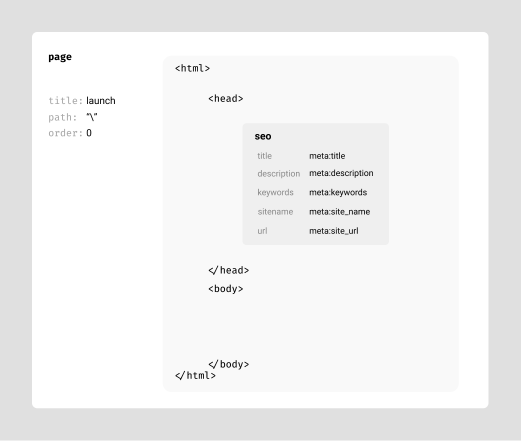 page
title: launch
path: "\"
order: 0
<html>
<head>
seo
title meta:title
description meta:description
keywords meta:keywords
sitename meta:site_name
url meta:site_url
</head>
<body>
</body>
</html>